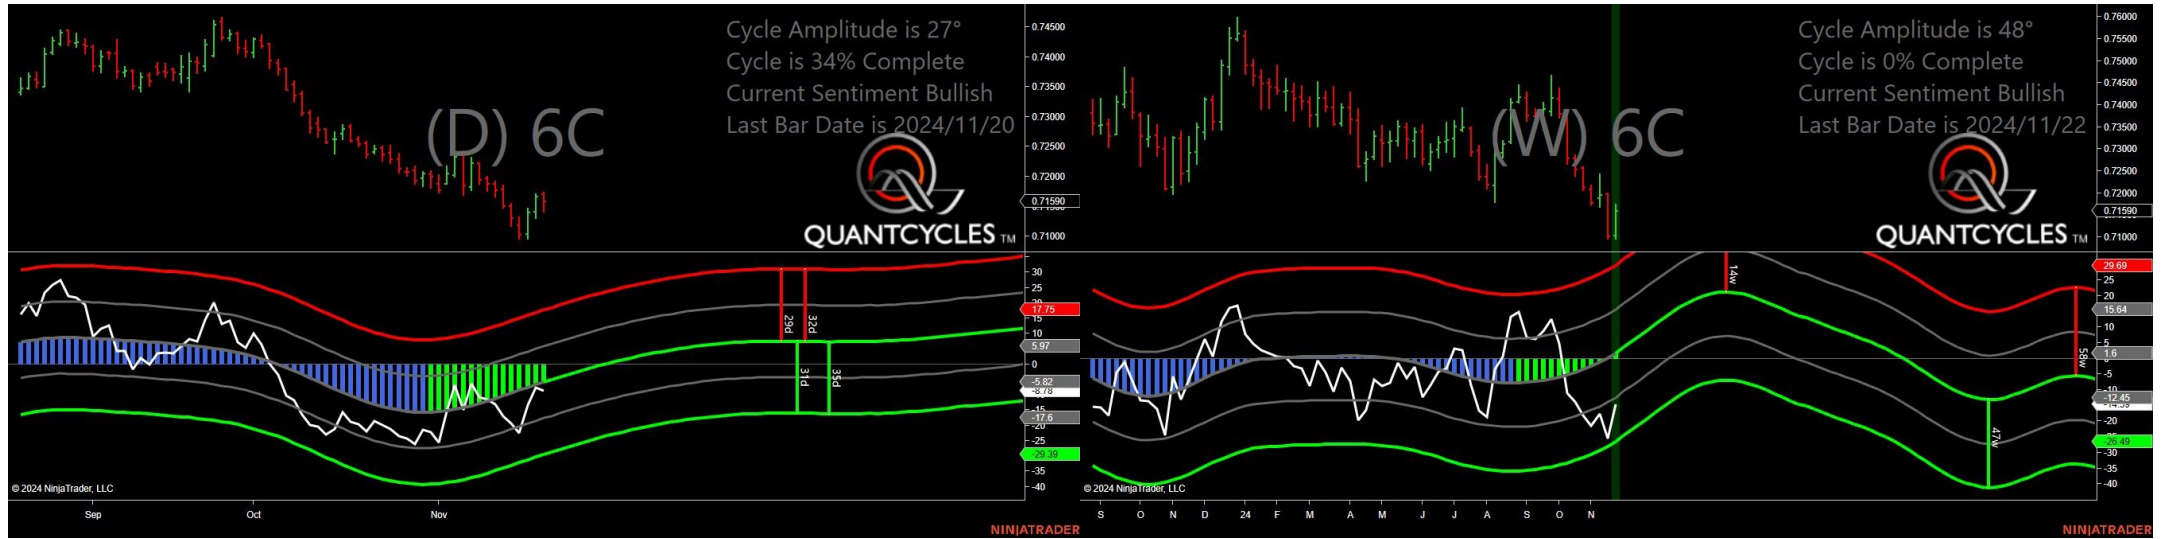 Cycle Amplitude is 27°
Cycle is 34% Complete
Current Sentiment Bullish
Last Bar Date is 2024/11/20
(D) 6C
QUANTCYCLES TM
0.74500
0.74000
0.73500
0.73000
0.72500
0.72000
0.71590
0.71000
30
25
17.75
15
10
5.97
0
-5.82
-8.78
-15
-17.6
-20
-25
-29.39
-35
-40
29d
32d
31d
35d
© 2024 NinjaTrader, LLC
Sep Oct Nov
NINJATRADER
Cycle Amplitude is 48°
Cycle is 0% Complete
Current Sentiment Bullish
Last Bar Date is 2024/11/22
(W) 6C
QUANTCYCLES TM
0.76000
0.75500
0.75000
0.74500
0.74000
0.73500
0.73000
0.72500
0.72000
0.71590
0.71000
29.69
25
20
15.64
10
5
1.6
-5
-10
-12.45
-20
-26.49
-30
-35
-40
14w
58w
47w
© 2024 NinjaTrader, LLC
S O N D 24 F M A M J J A S O N
NINJATRADER